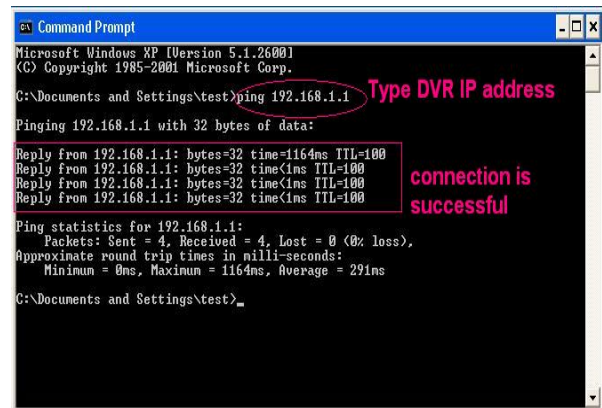 Command Prompt
Microsoft Windows XP [Version 5.1.2600]
(C) Copyright 1985-2001 Microsoft Corp.
C:\Documents and Settings\test>ping 192.168.1.1
Type DVR IP address
Pinging 192.168.1.1 with 32 bytes of data:
Reply from 192.168.1.1: bytes=32 time=1164ms TTL=100
Reply from 192.168.1.1: bytes=32 time<1ms TTL=100
Reply from 192.168.1.1: bytes=32 time<1ms TTL=100
Reply from 192.168.1.1: bytes=32 time<1ms TTL=100
connection is
successful
Ping statistics for 192.168.1.1:
Packets: Sent = 4, Received = 4, Lost = 0 (0% loss),
Approximate round trip times in milli-seconds:
Minimum = 0ms, Maximum = 1164ms, Average = 291ms
C:\Documents and Settings\test>_